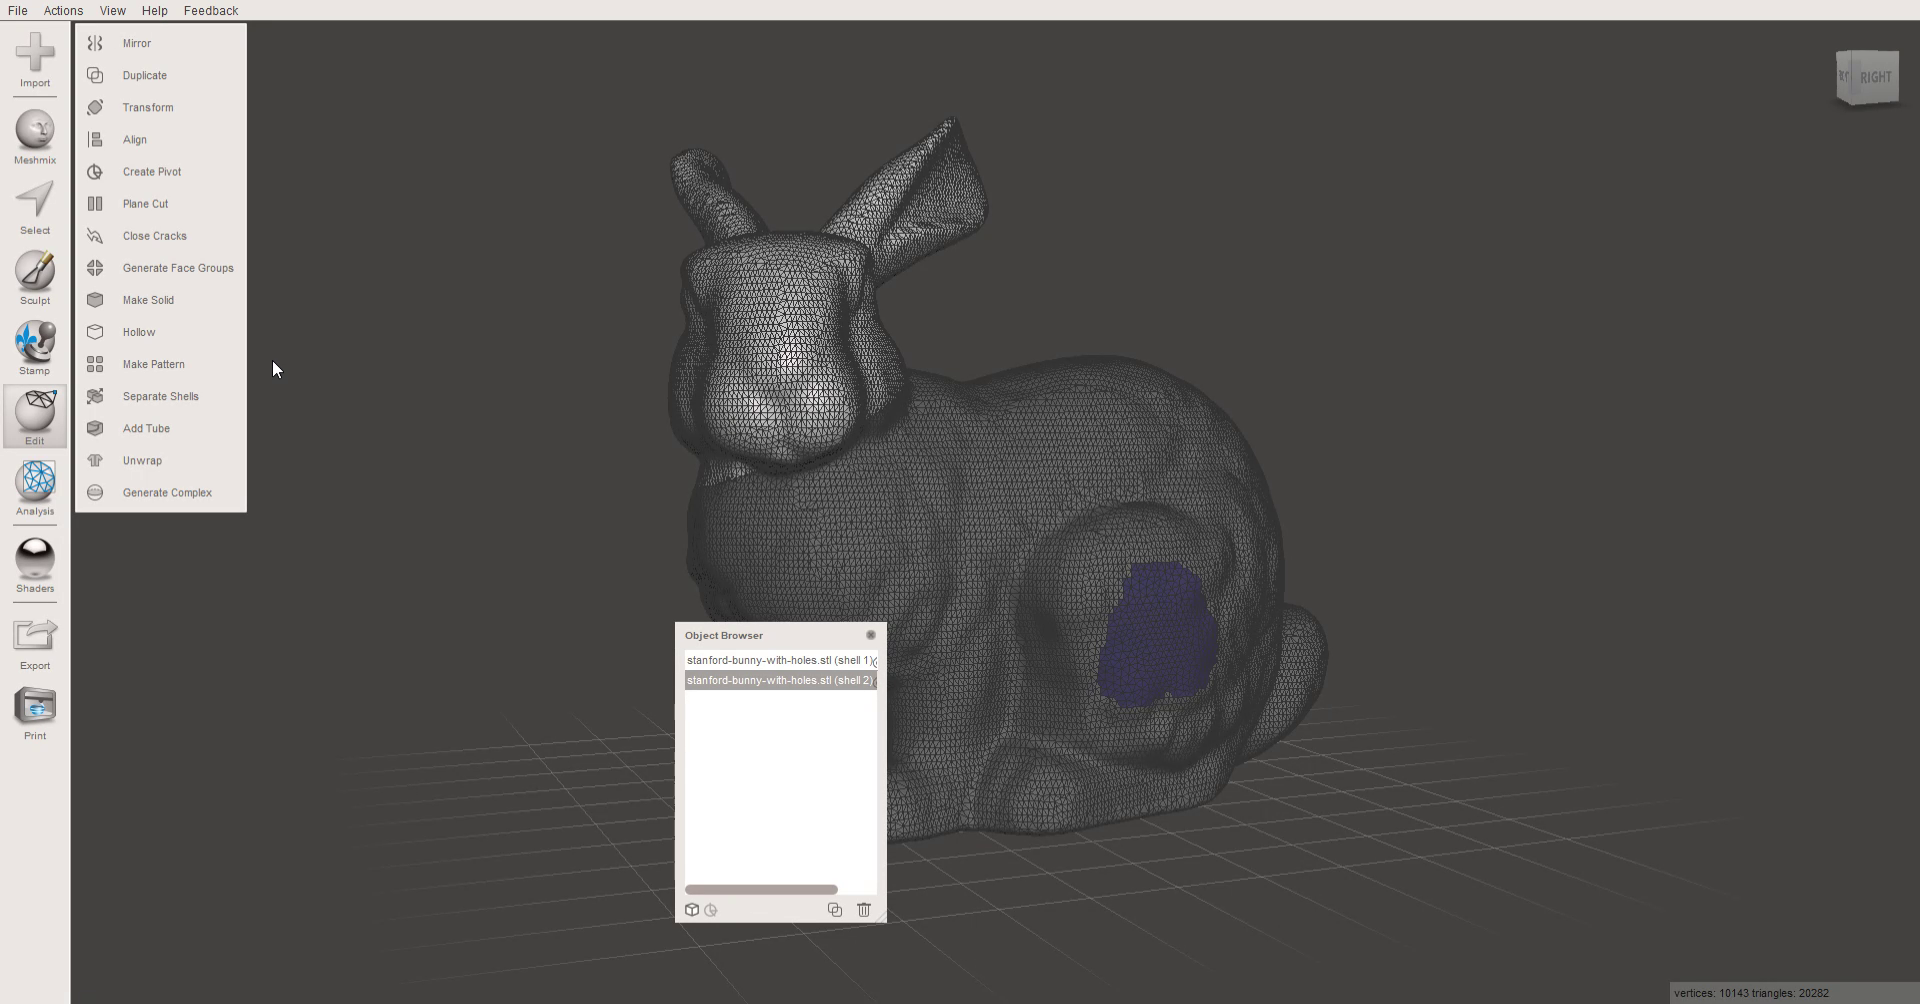 File Actions View Help Feedback
Import
Meshmix
Select
Sculpt
Stamp
Edit
Analysis
Shaders
Export
Print
Mirror
Duplicate
Transform
Align
Create Pivot
Plane Cut
Close Cracks
Generate Face Groups
Make Solid
Hollow
Make Pattern
Separate Shells
Add Tube
Unwrap
Generate Complex
RIGHT
Object Browser
stanford-bunny-with-holes.stl (shell 1)
stanford-bunny-with-holes.stl (shell 2)
vertices: 10143 triangles: 20282